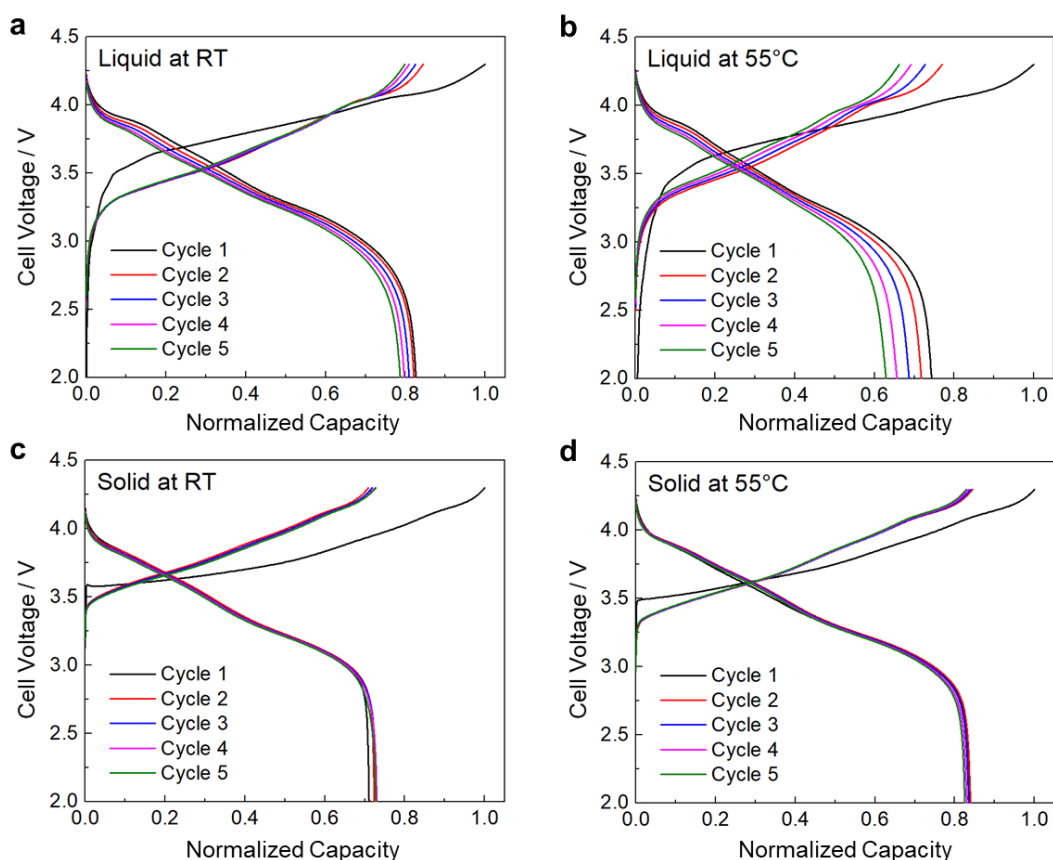 a
Liquid at RT
4.5
4.0
3.5
3.0
2.5
2.0
Cell Voltage / V
Cycle 1
Cycle 2
Cycle 3
Cycle 4
Cycle 5
0.0 0.2 0.4 0.6 0.8 1.0
Normalized Capacity
b
Liquid at 55°C
4.5
4.0
3.5
3.0
2.5
2.0
Cell Voltage / V
Cycle 1
Cycle 2
Cycle 3
Cycle 4
Cycle 5
0.0 0.2 0.4 0.6 0.8 1.0
Normalized Capacity
c
Solid at RT
4.5
4.0
3.5
3.0
2.5
2.0
Cell Voltage / V
Cycle 1
Cycle 2
Cycle 3
Cycle 4
Cycle 5
0.0 0.2 0.4 0.6 0.8 1.0
Normalized Capacity
d
Solid at 55°C
4.5
4.0
3.5
3.0
2.5
2.0
Cell Voltage / V
Cycle 1
Cycle 2
Cycle 3
Cycle 4
Cycle 5
0.0 0.2 0.4 0.6 0.8 1.0
Normalized Capacity